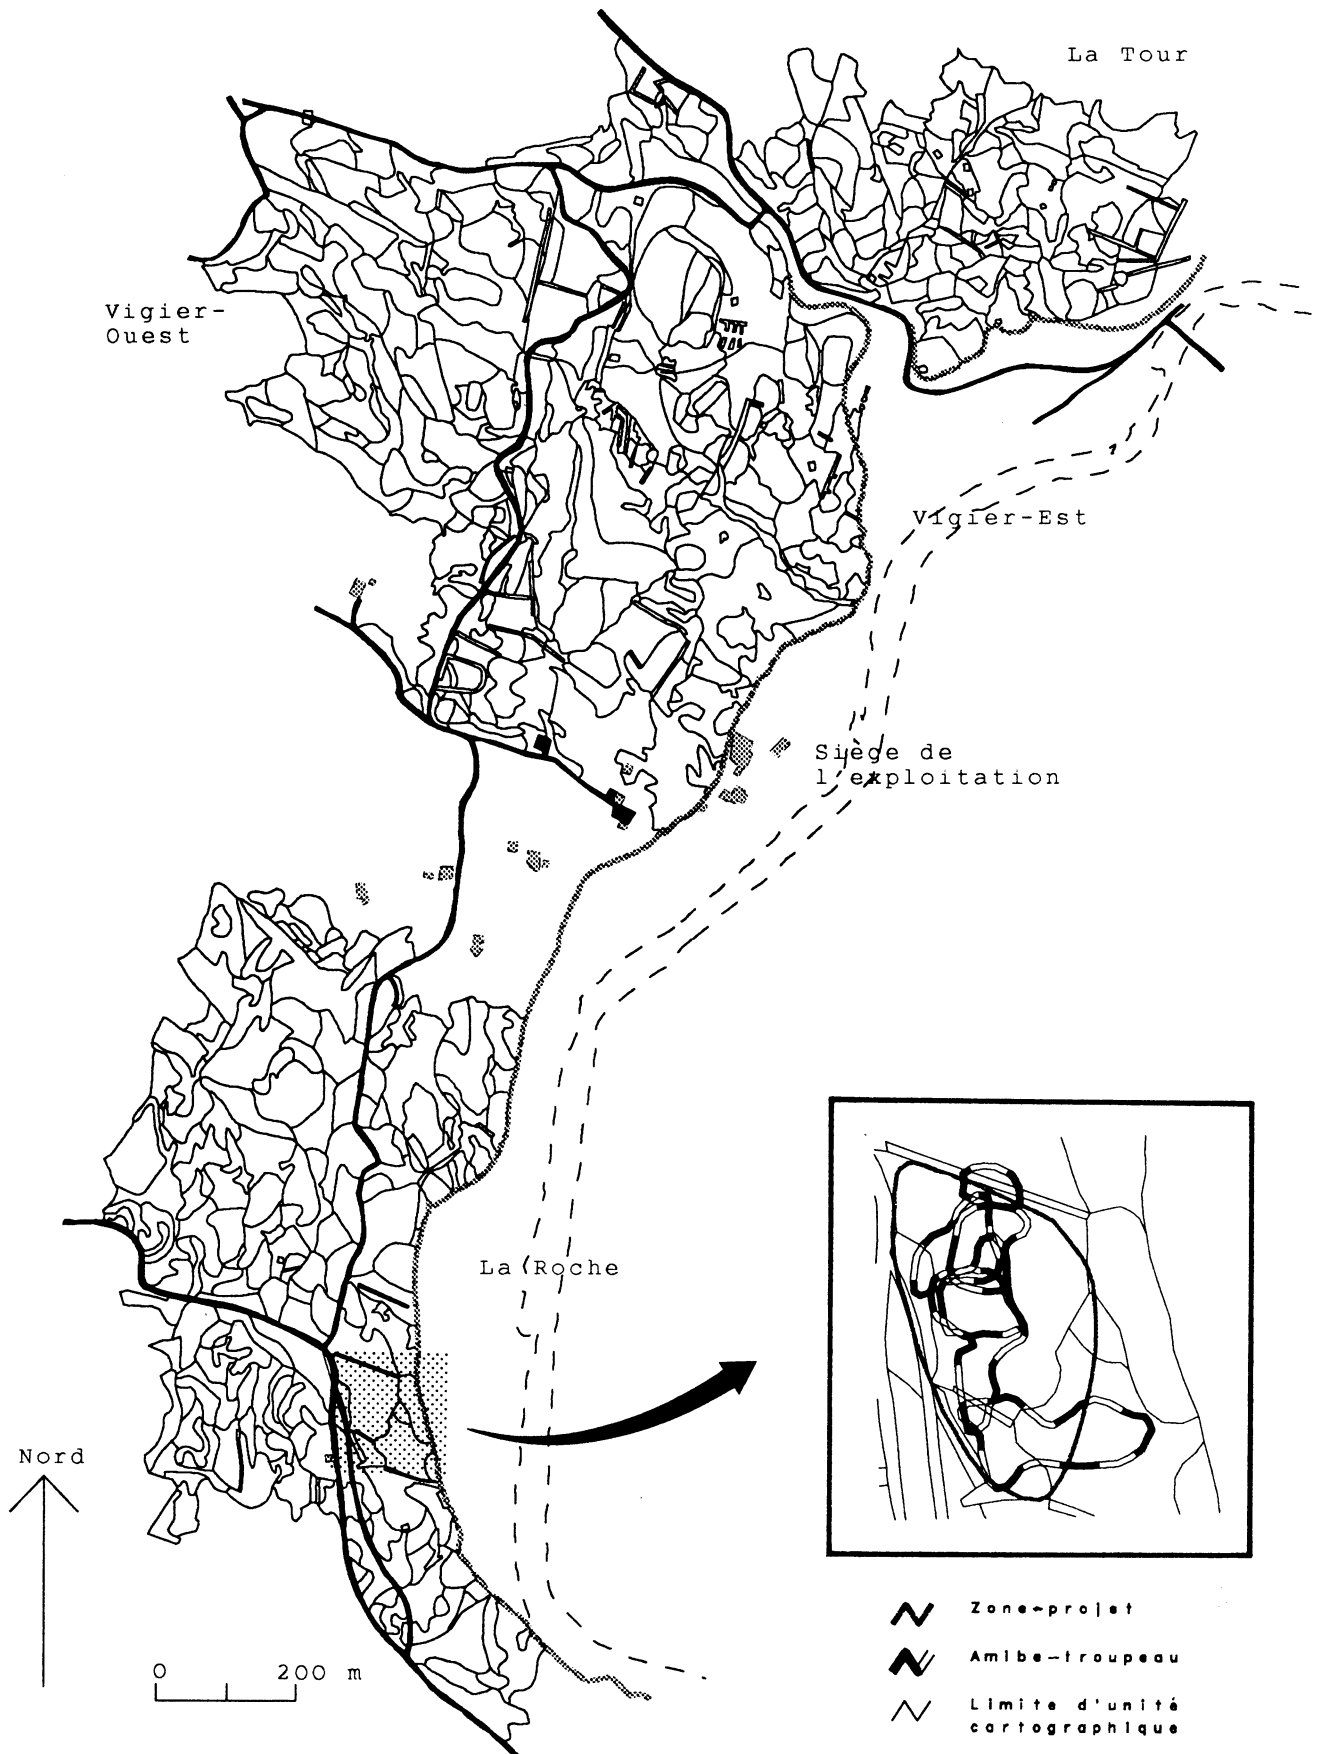 La Tour
Vigier-
Ouest
Vigier-Est
Siège de
l'exploitation
La Roche
Nord
0 200 m
Zone-projet
Amibe-troupeau
Limite d'unité
cartographique